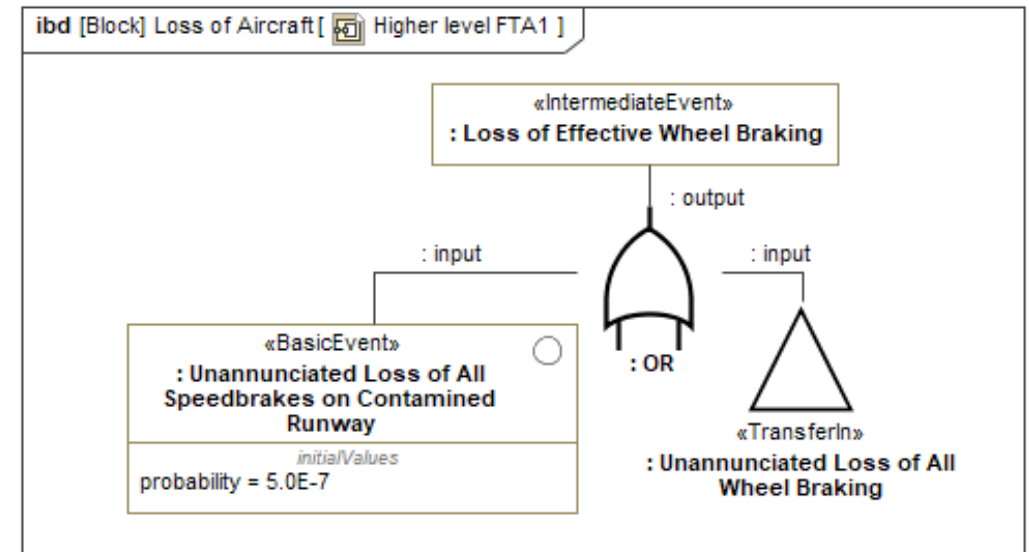 ibd [Block] Loss of Aircraft [ Higher level FTA1 ]
«IntermediateEvent»
: Loss of Effective Wheel Braking
: output
: input
: input
«BasicEvent»
: Unannunciated Loss of All
Speedbrakes on Contamined
Runway
initialValues
probability = 5.0E-7
: OR
«TransferIn»
: Unannunciated Loss of All
Wheel Braking